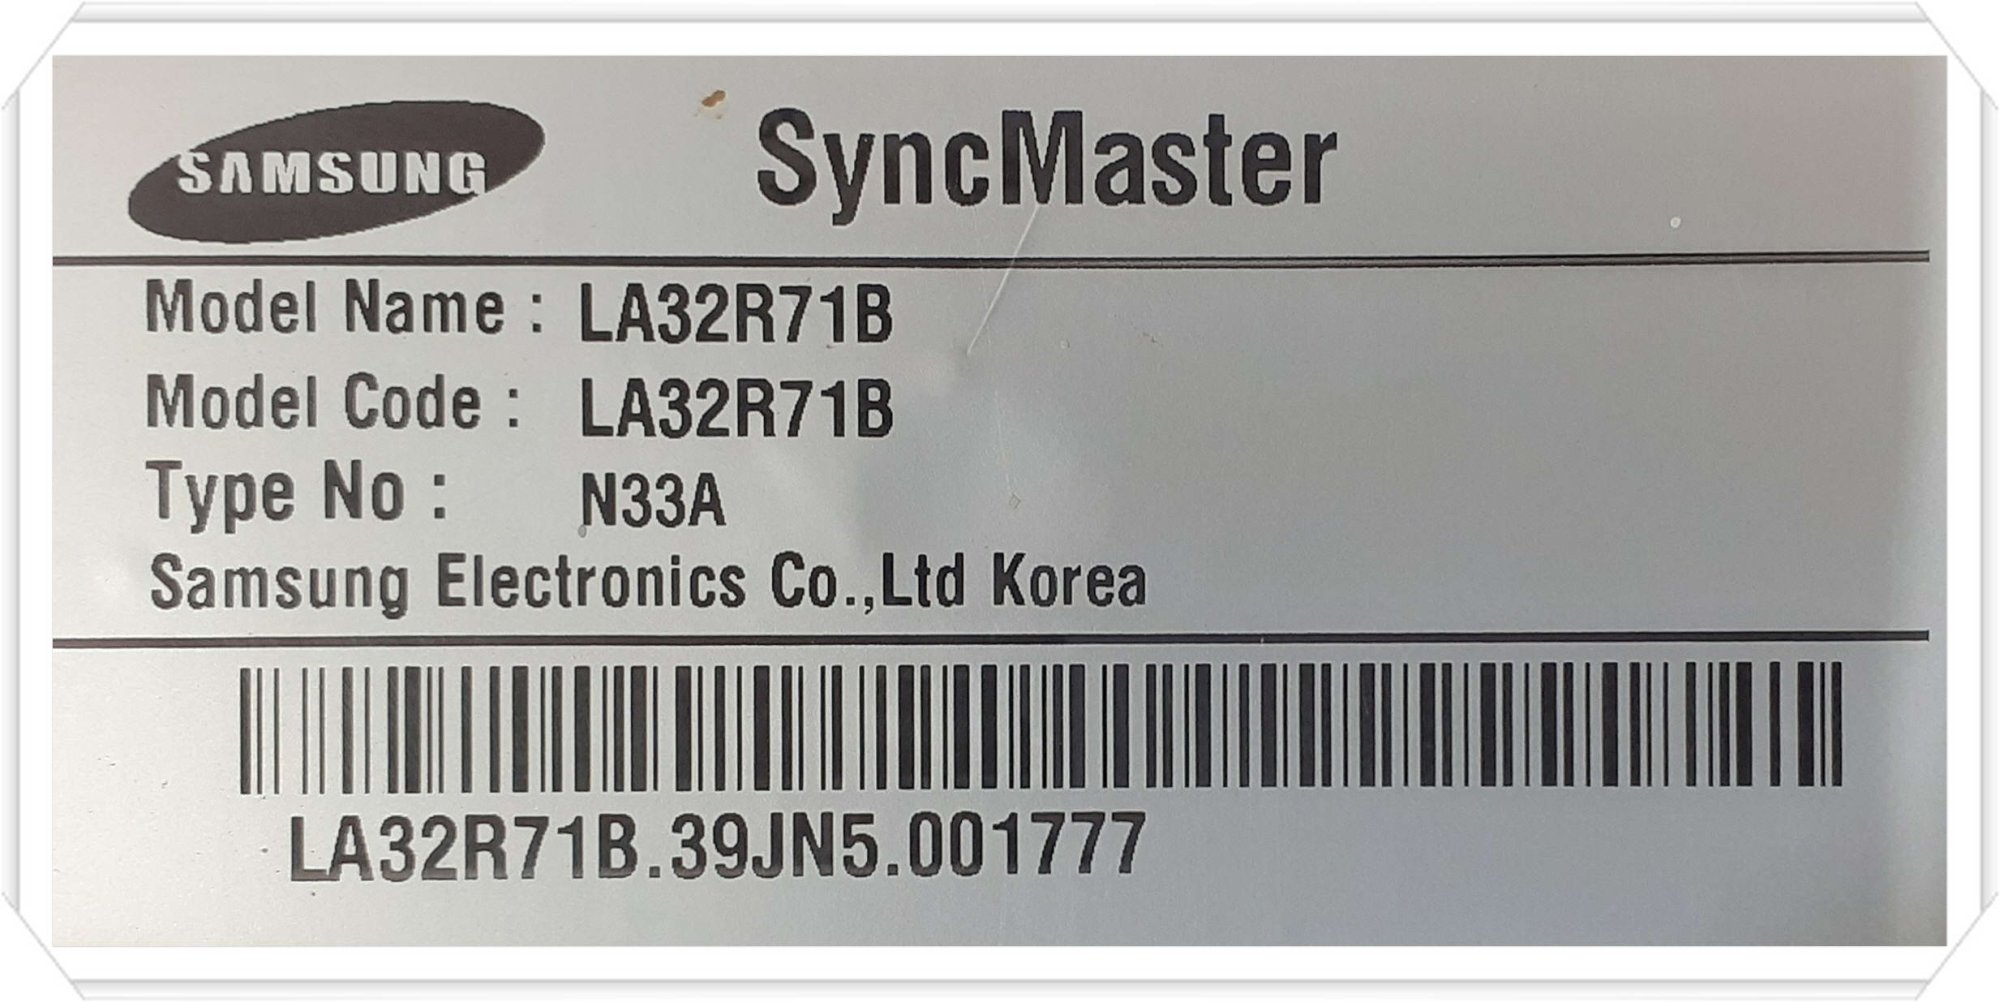 SAMSUNG SyncMaster
Model Name : LA32R71B
Model Code : LA32R71B
Type No : N33A
Samsung Electronics Co.,Ltd Korea
LA32R71B.39JN5.001777